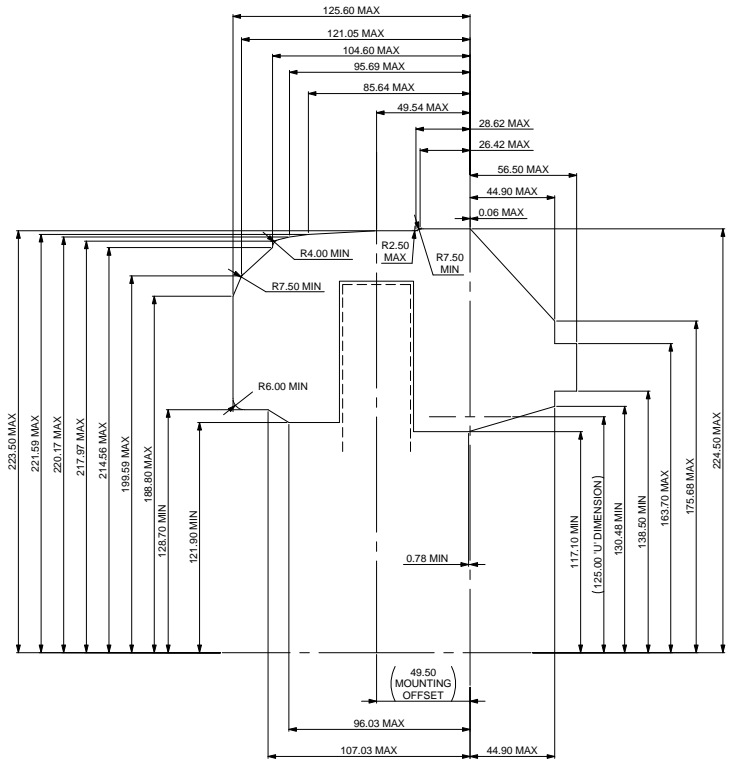 125.60 MAX
121.05 MAX
104.60 MAX
95.69 MAX
85.64 MAX
49.54 MAX
28.62 MAX
26.42 MAX
56.50 MAX
44.90 MAX
0.06 MAX
R4.00 MIN
R2.50
MAX
R7.50
MIN
R7.50 MIN
R6.00 MIN
223.50 MAX
221.59 MAX
220.17 MAX
217.97 MAX
214.56 MAX
199.59 MAX
188.80 MAX
128.70 MIN
121.90 MIN
117.10 MIN
(125.00 'U' DIMENSION)
130.48 MIN
138.50 MIN
163.70 MAX
175.68 MAX
224.50 MAX
0.78 MIN
(49.50
MOUNTING
OFFSET)
96.03 MAX
107.03 MAX
44.90 MAX